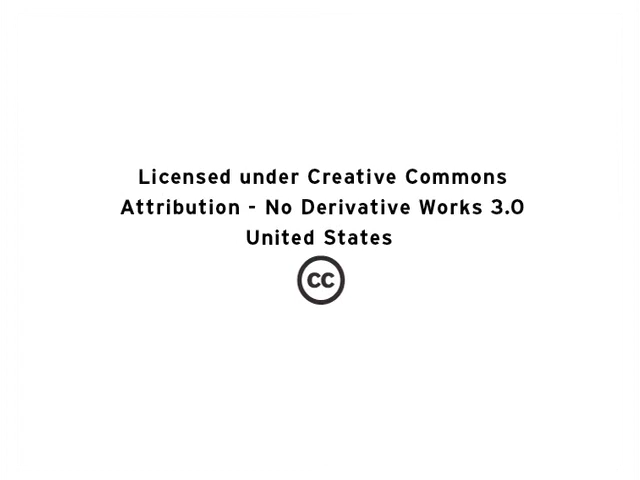 Licensed under Creative Commons
Attribution - No Derivative Works 3.0
United States
cc